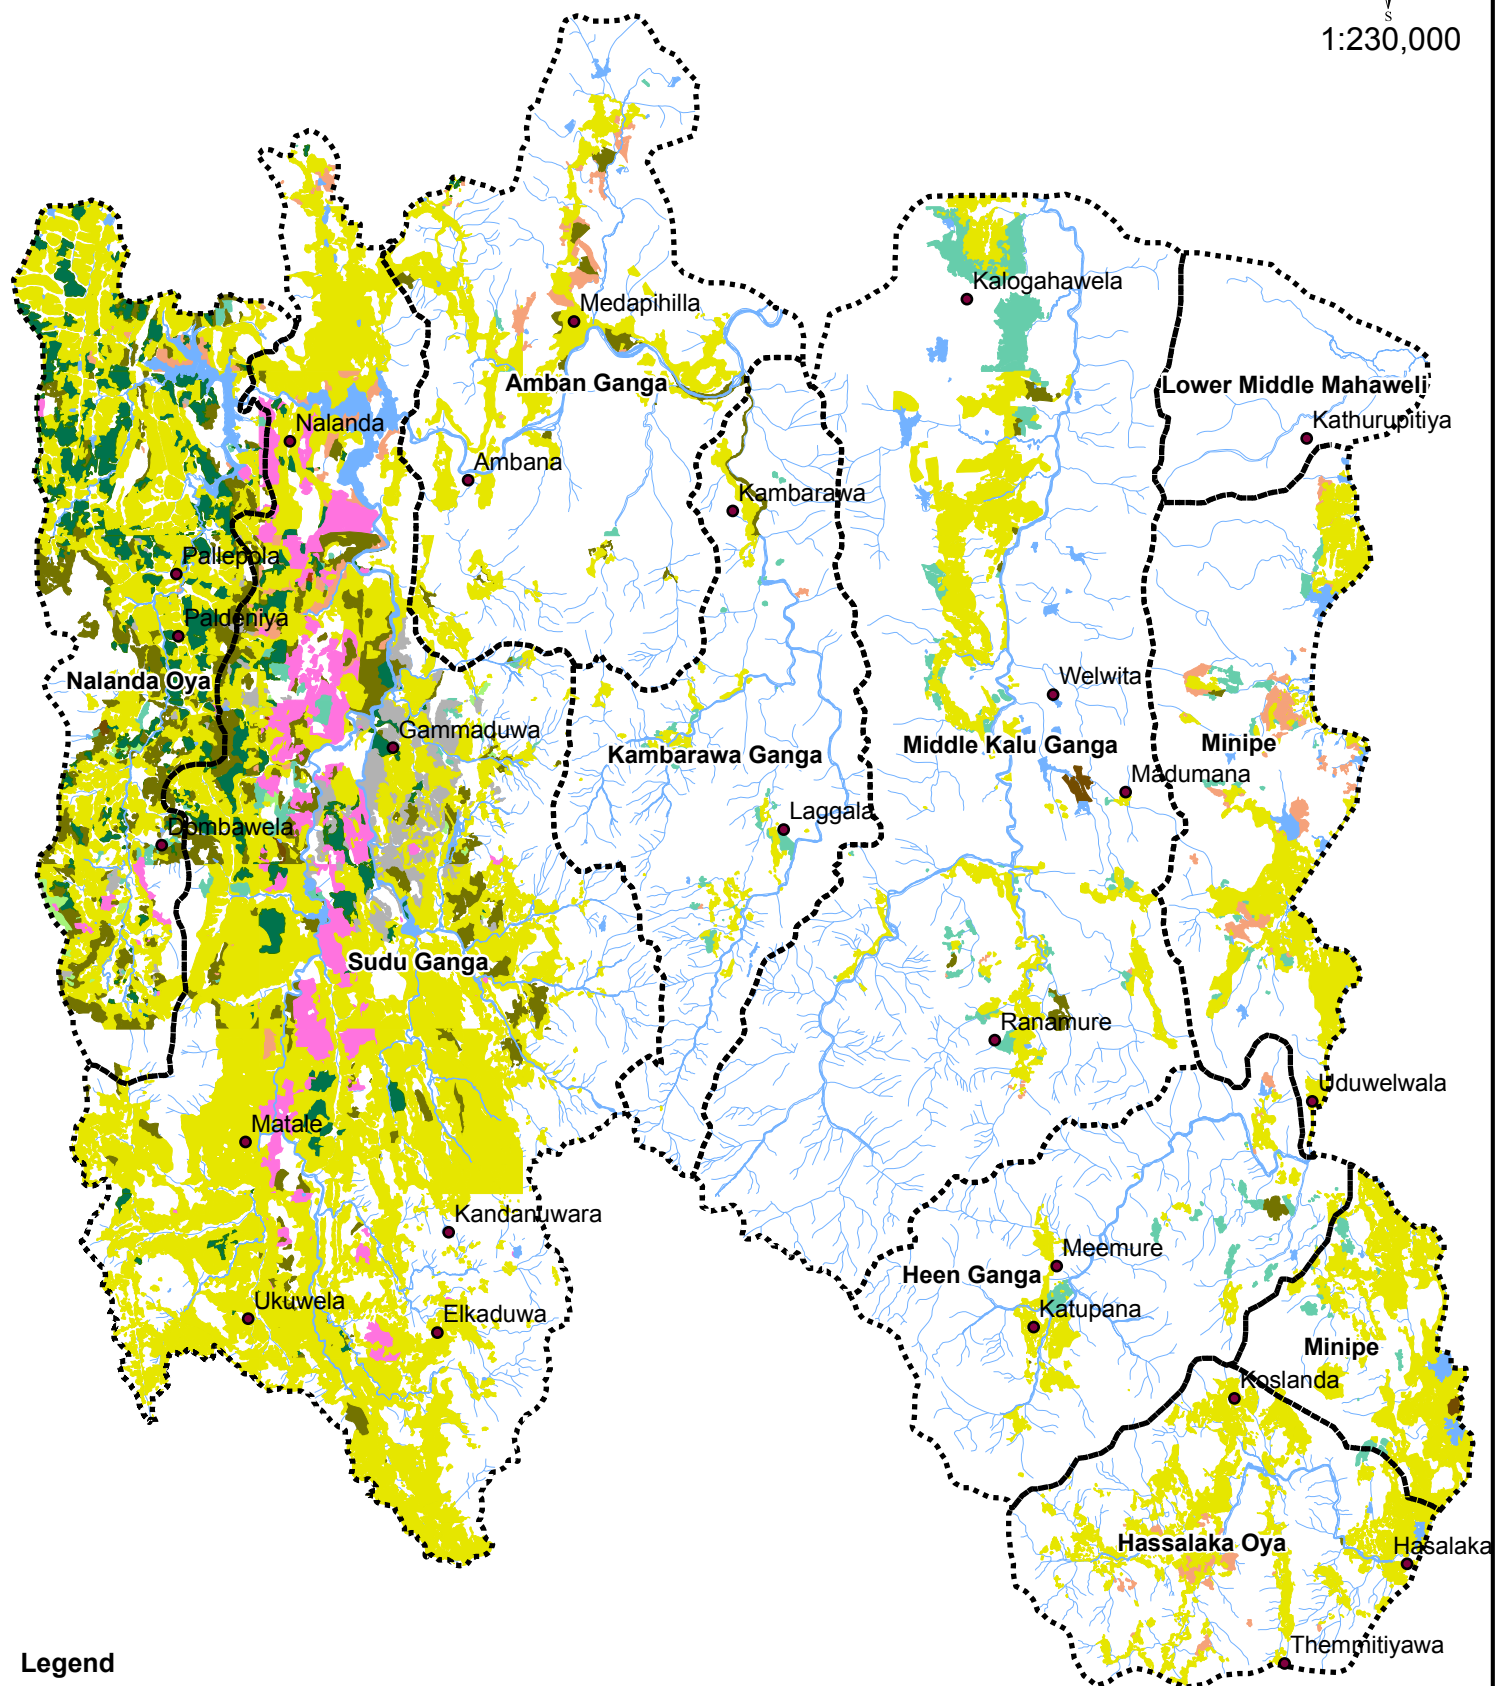 S
1:230,000
Kalogahawela
Medapihilla
Amban Ganga
Lower Middle Mahaweli
Nalanda
Kathurupitiya
Ambana
Kambarawa
Pallepola
Paldeniya
Nalanda Oya
Welwita
Gammaduwa
Kambarawa Ganga
Middle Kalu Ganga
Minipe
Madumana
Dombawela
Laggala
Sudu Ganga
Ranamure
Uduwelwala
Matale
Kandanuwara
Meemure
Heen Ganga
Ukuwela
Elkaduwa
Katupana
Minipe
Koslanda
Hassalaka Oya
Hasalaka
Themmitiyawa
Legend